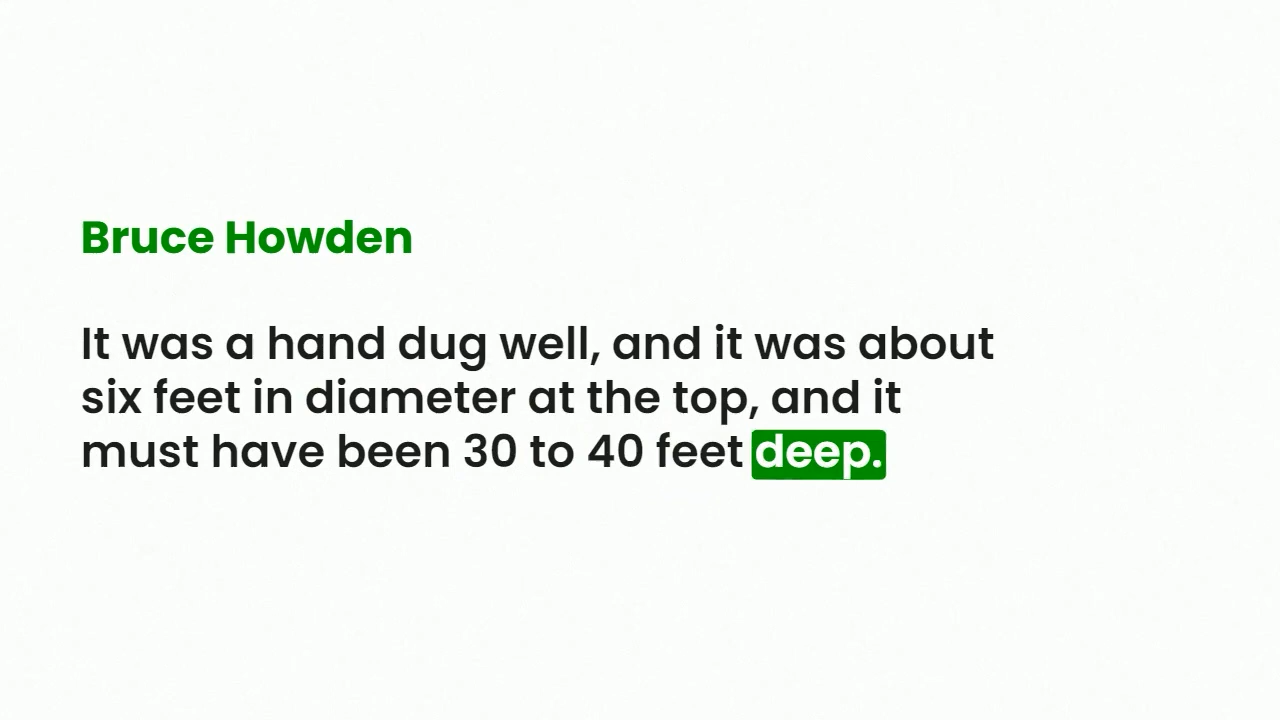 Bruce Howden
It was a hand dug well, and it was about
six feet in diameter at the top, and it
must have been 30 to 40 feet deep.